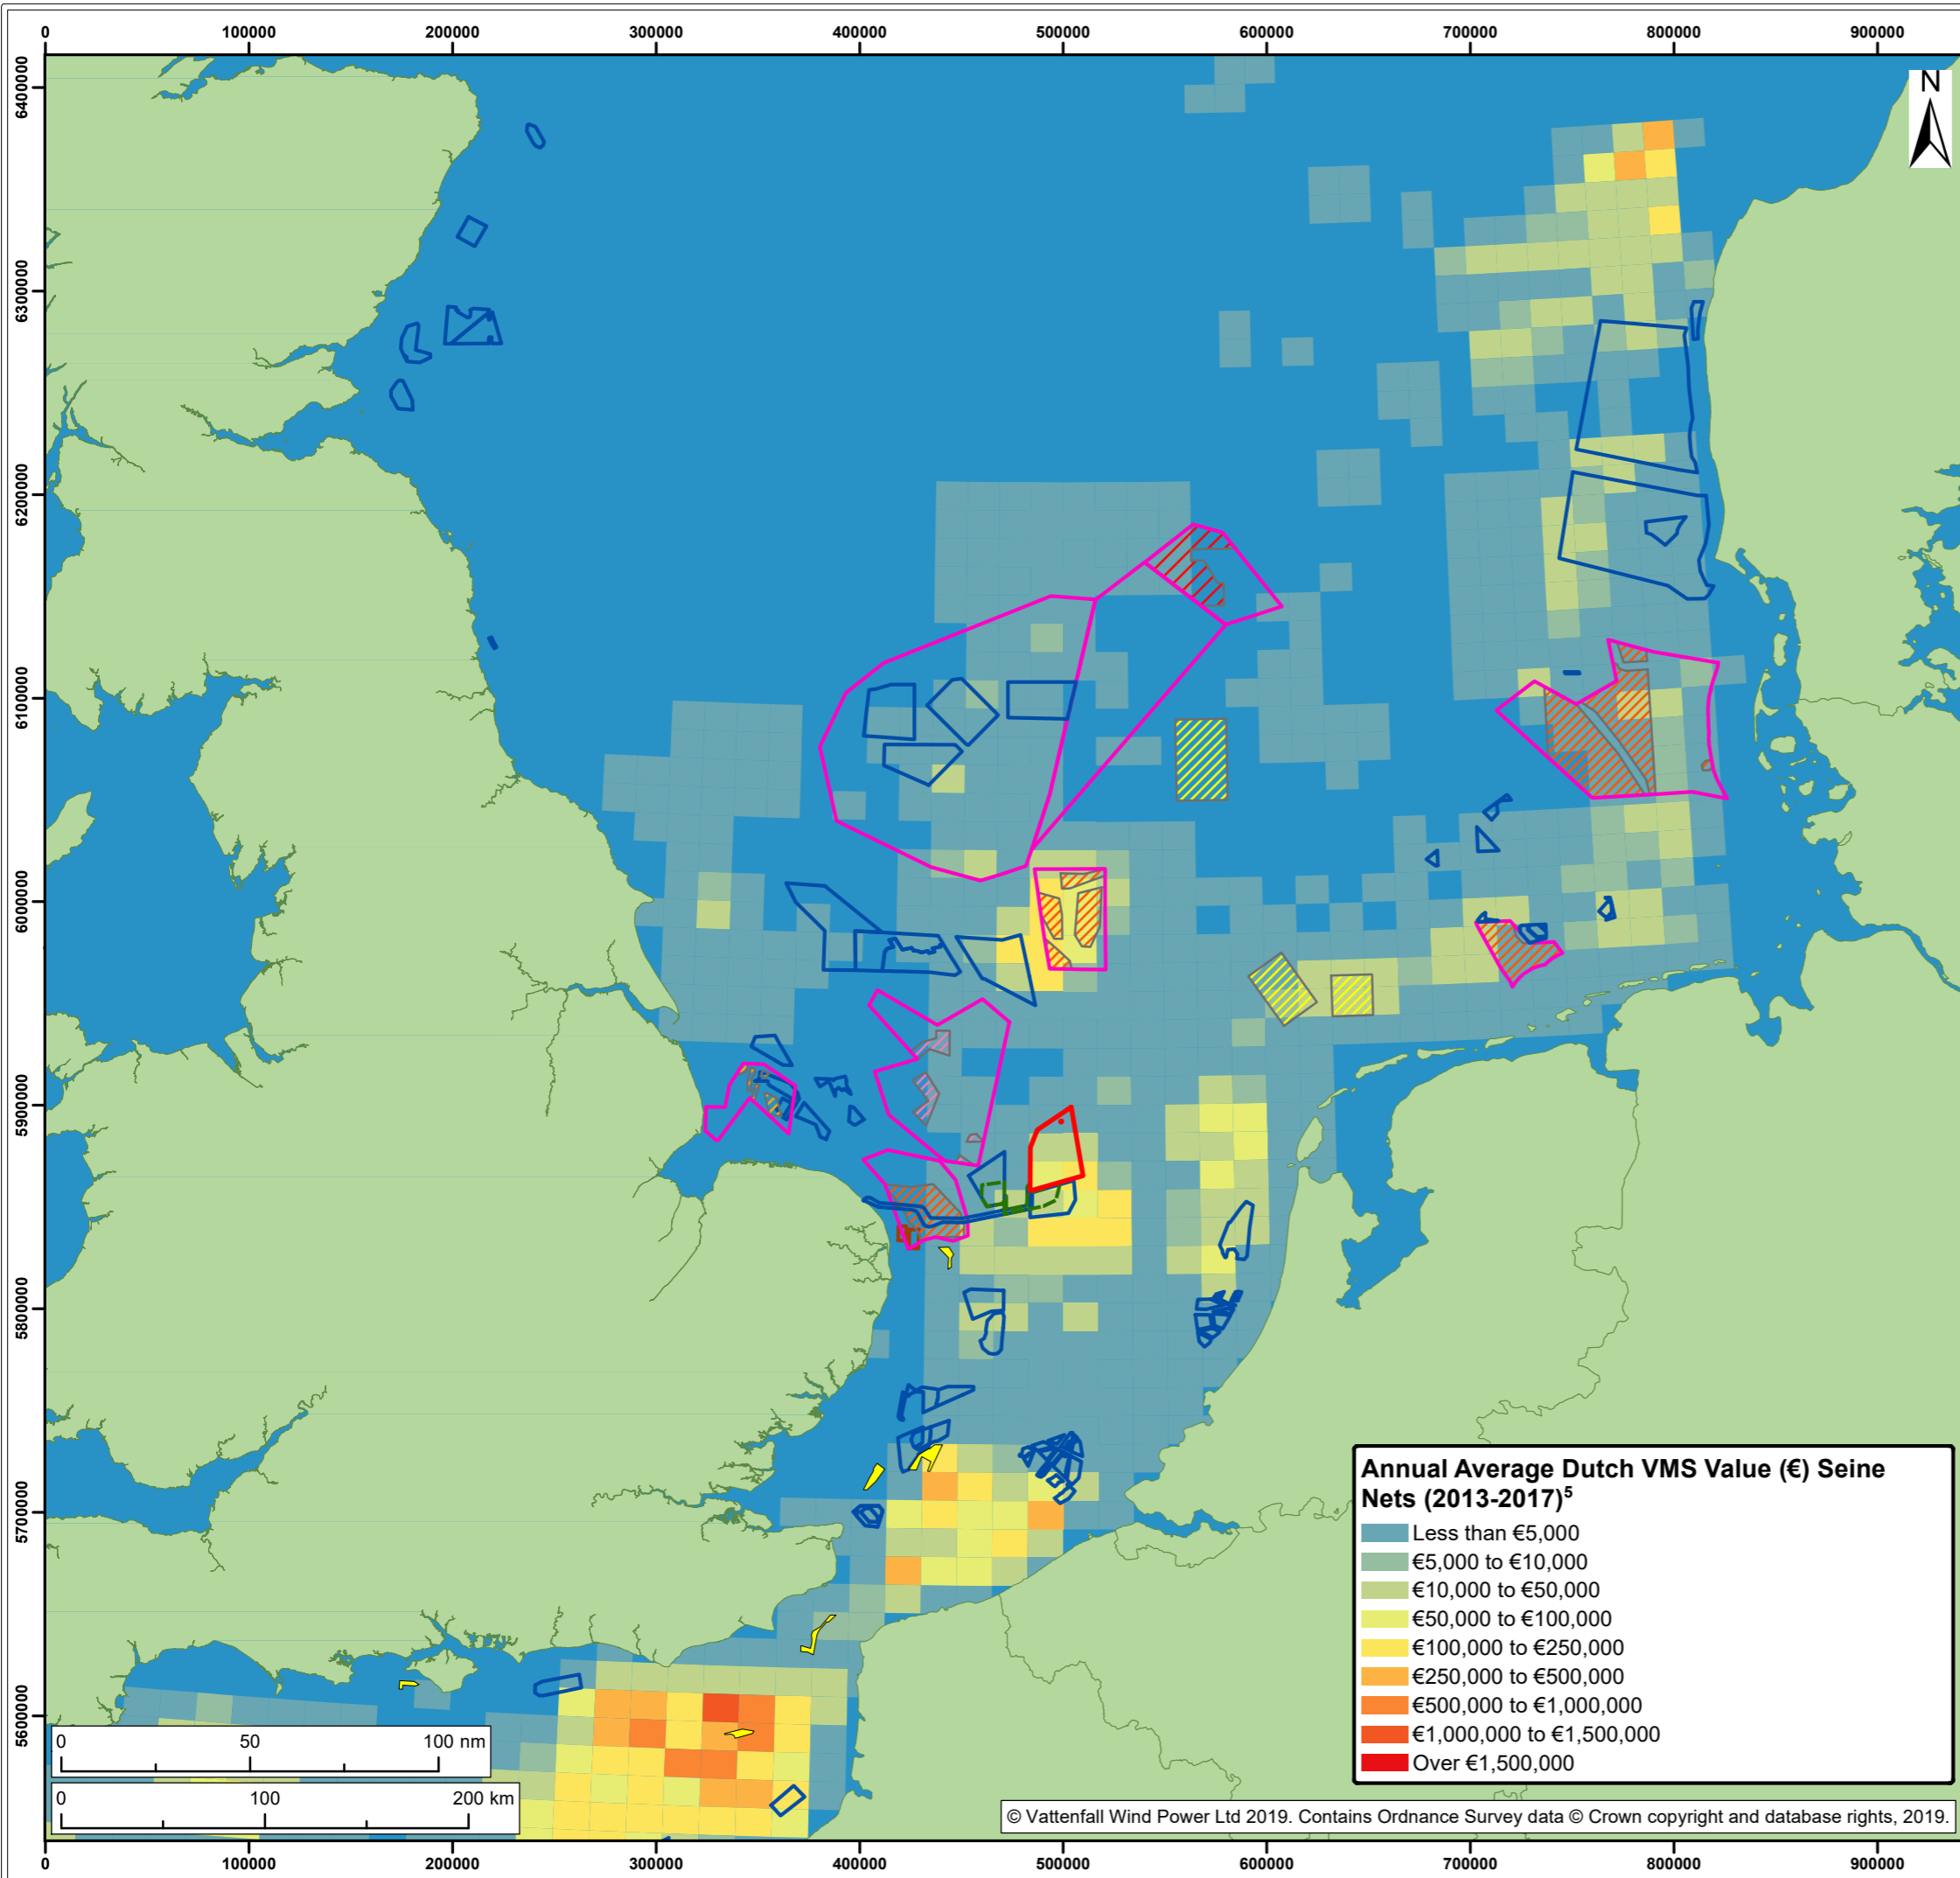 0 100000 200000 300000 400000 500000 600000 700000 800000 900000
6400000
6300000
6200000
6100000
6000000
5900000
5800000
5700000
5600000
N
Annual Average Dutch VMS Value (€) Seine
Nets (2013-2017)5
Less than €5,000
€5,000 to €10,000
€10,000 to €50,000
€50,000 to €100,000
€100,000 to €250,000
€250,000 to €500,000
€500,000 to €1,000,000
€1,000,000 to €1,500,000
Over €1,500,000
0 50 100 nm
0 100 200 km
© Vattenfall Wind Power Ltd 2019. Contains Ordnance Survey data © Crown copyright and database rights, 2019.
0 100000 200000 300000 400000 500000 600000 700000 800000 900000